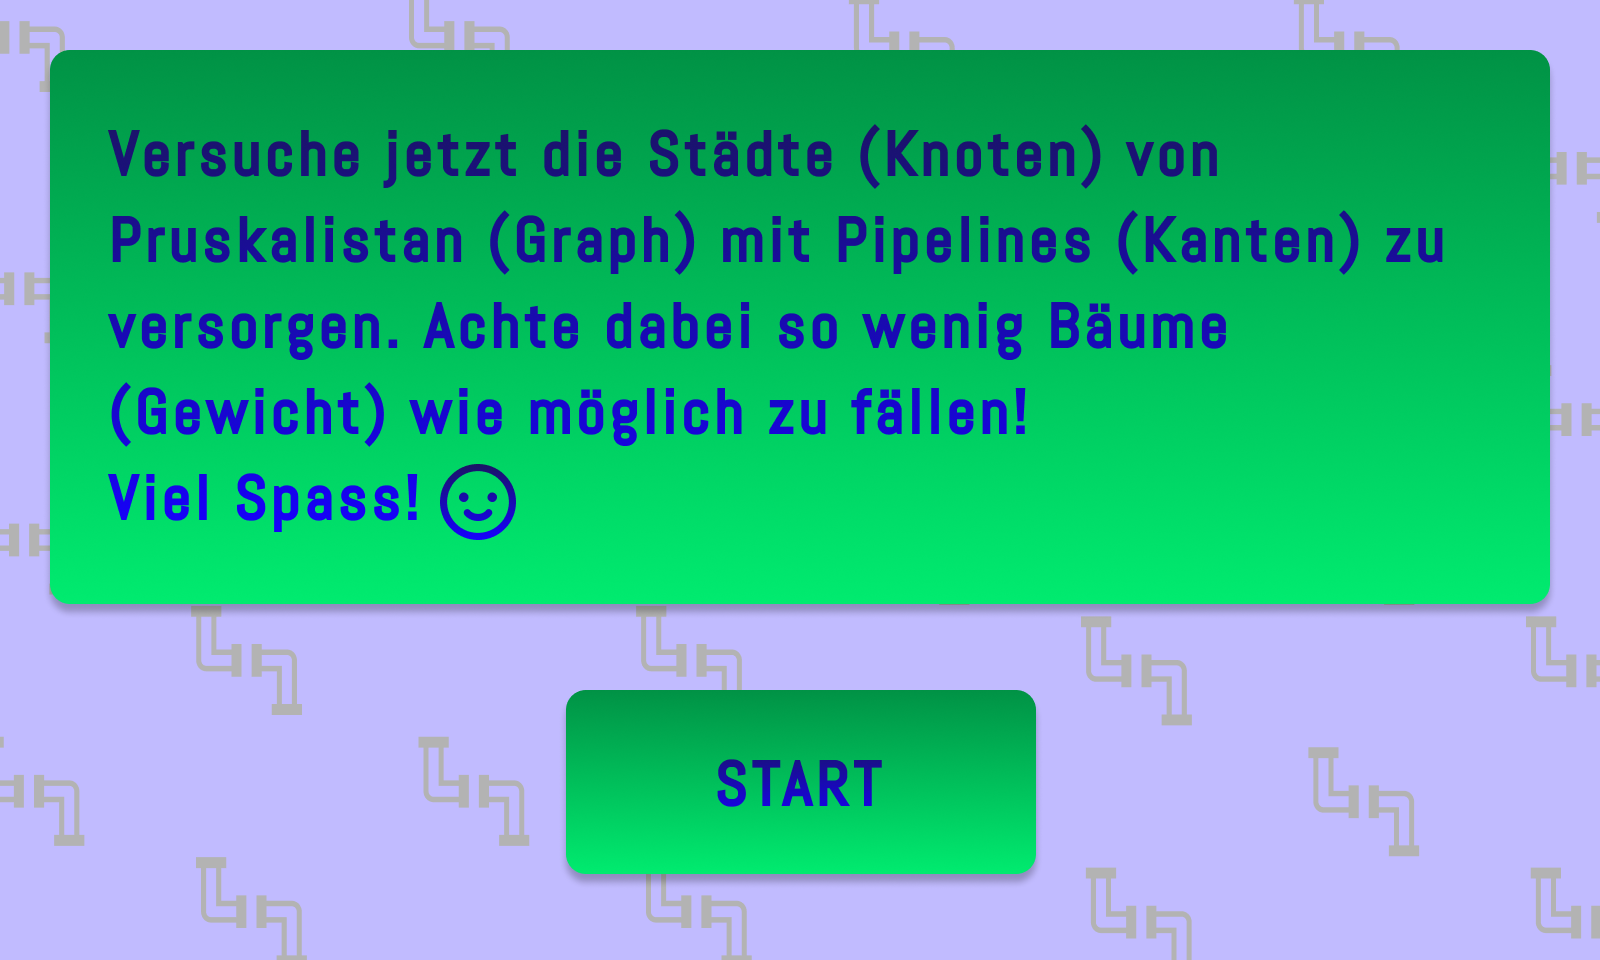 Versuche jetzt die Städte (Knoten) von
Pruskalistan (Graph) mit Pipelines (Kanten) zu
versorgen. Achte dabei so wenig Bäume
(Gewicht) wie möglich zu fällen!
Viel Spass!
START